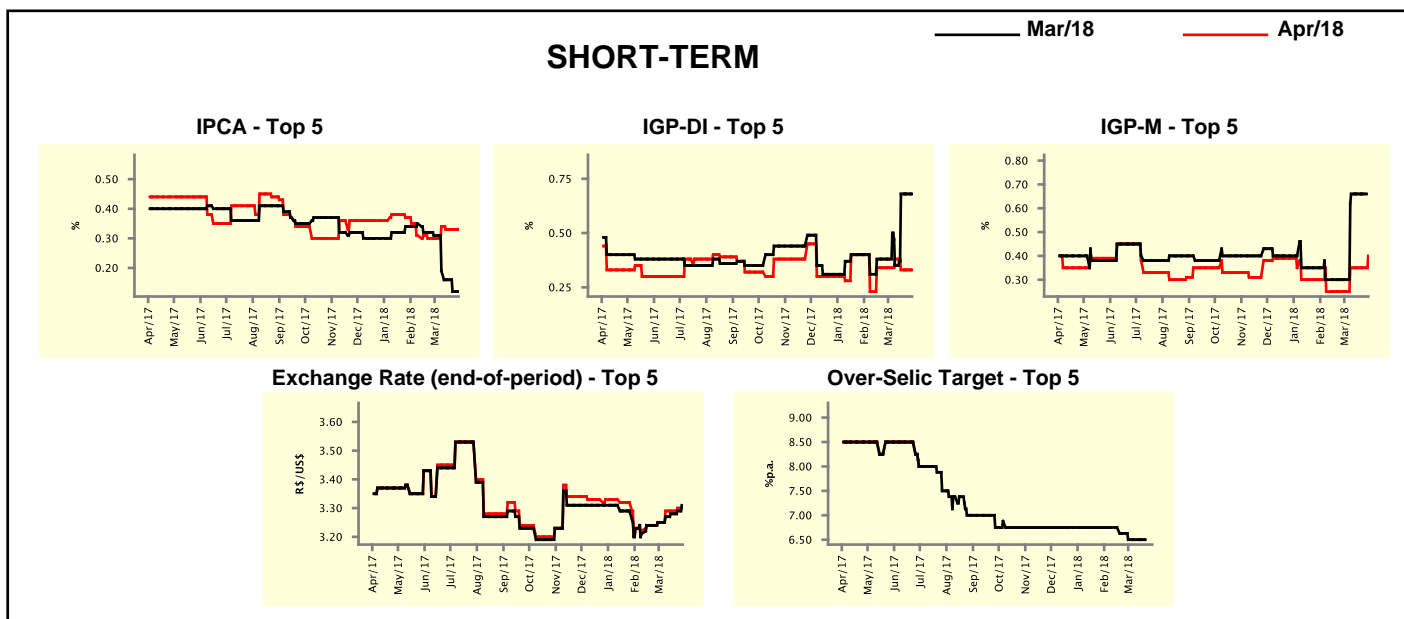 Mar/18 Apr/18
SHORT-TERM
IPCA - Top 5
0.50
0.40
0.30
0.20
%
Apr/17 May/17 Jun/17 Jul/17 Aug/17 Sep/17 Oct/17 Nov/17 Dec/17 Jan/18 Feb/18 Mar/18
IGP-DI - Top 5
0.75
0.50
0.25
%
Apr/17 May/17 Jun/17 Jul/17 Aug/17 Sep/17 Oct/17 Nov/17 Dec/17 Jan/18 Feb/18 Mar/18
IGP-M - Top 5
0.80
0.70
0.60
0.50
0.40
0.30
%
Apr/17 May/17 Jun/17 Jul/17 Aug/17 Sep/17 Oct/17 Nov/17 Dec/17 Jan/18 Feb/18 Mar/18
Exchange Rate (end-of-period) - Top 5
3.60
3.50
3.40
3.30
3.20
R$/US$
Apr/17 May/17 Jun/17 Jul/17 Aug/17 Sep/17 Oct/17 Nov/17 Dec/17 Jan/18 Feb/18 Mar/18
Over-Selic Target - Top 5
9.00
8.50
8.00
7.50
7.00
6.50
%p.a.
Apr/17 May/17 Jun/17 Jul/17 Aug/17 Sep/17 Oct/17 Nov/17 Dec/17 Jan/18 Feb/18 Mar/18